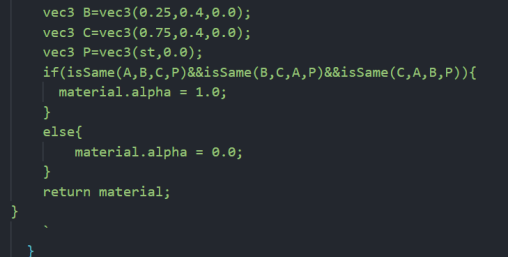 vec3 B=vec3(0.25,0.4,0.0);
vec3 C=vec3(0.75,0.4,0.0);
vec3 P=vec3(st,0.0);
if(isSame(A,B,C,P)&&isSame(B,C,A,P)&&isSame(C,A,B,P)){
material.alpha = 1.0;
}
else{
material.alpha = 0.0;
}
return material;
}
`
}